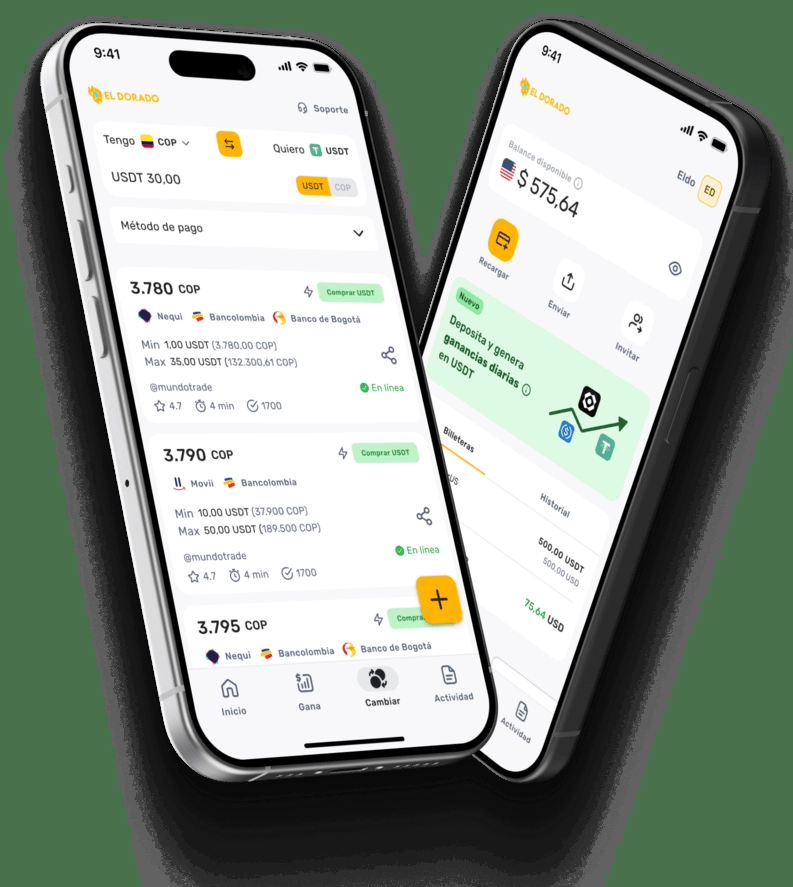 9:41
EL DORADO
Soporte
Tengo COP
Quiero T USDT
USDT 30,00
USDT COP
Método de pago
3.780 COP
Comprar USDT
Nequi Bancolombia Banco de Bogotá
Min 1,00 USDT (3.780,00 COP)
Max 35,00 USDT (132.300,61 COP)
@mundotrade
En línea
4.7 4 min 1700
3.790 COP
Comprar USDT
Movii Bancolombia
Min 10,00 USDT (37.900 COP)
Max 50,00 USDT (189.500 COP)
@mundotrade
En línea
4.7 4 min 1700
3.795 COP
Nequi Bancolombia Banco de Bogotá
Inicio
Gana
Cambiar
Actividad
9:41
EL DORADO
Eldo ED
Balance disponible
$ 575,64
Recargar
Enviar
Invitar
Nuevo
Deposita y genera
ganancias diarias
en USDT
T
Billeteras
Historial
500,00 USDT
500,00 USD
75,64 USD
Actividad